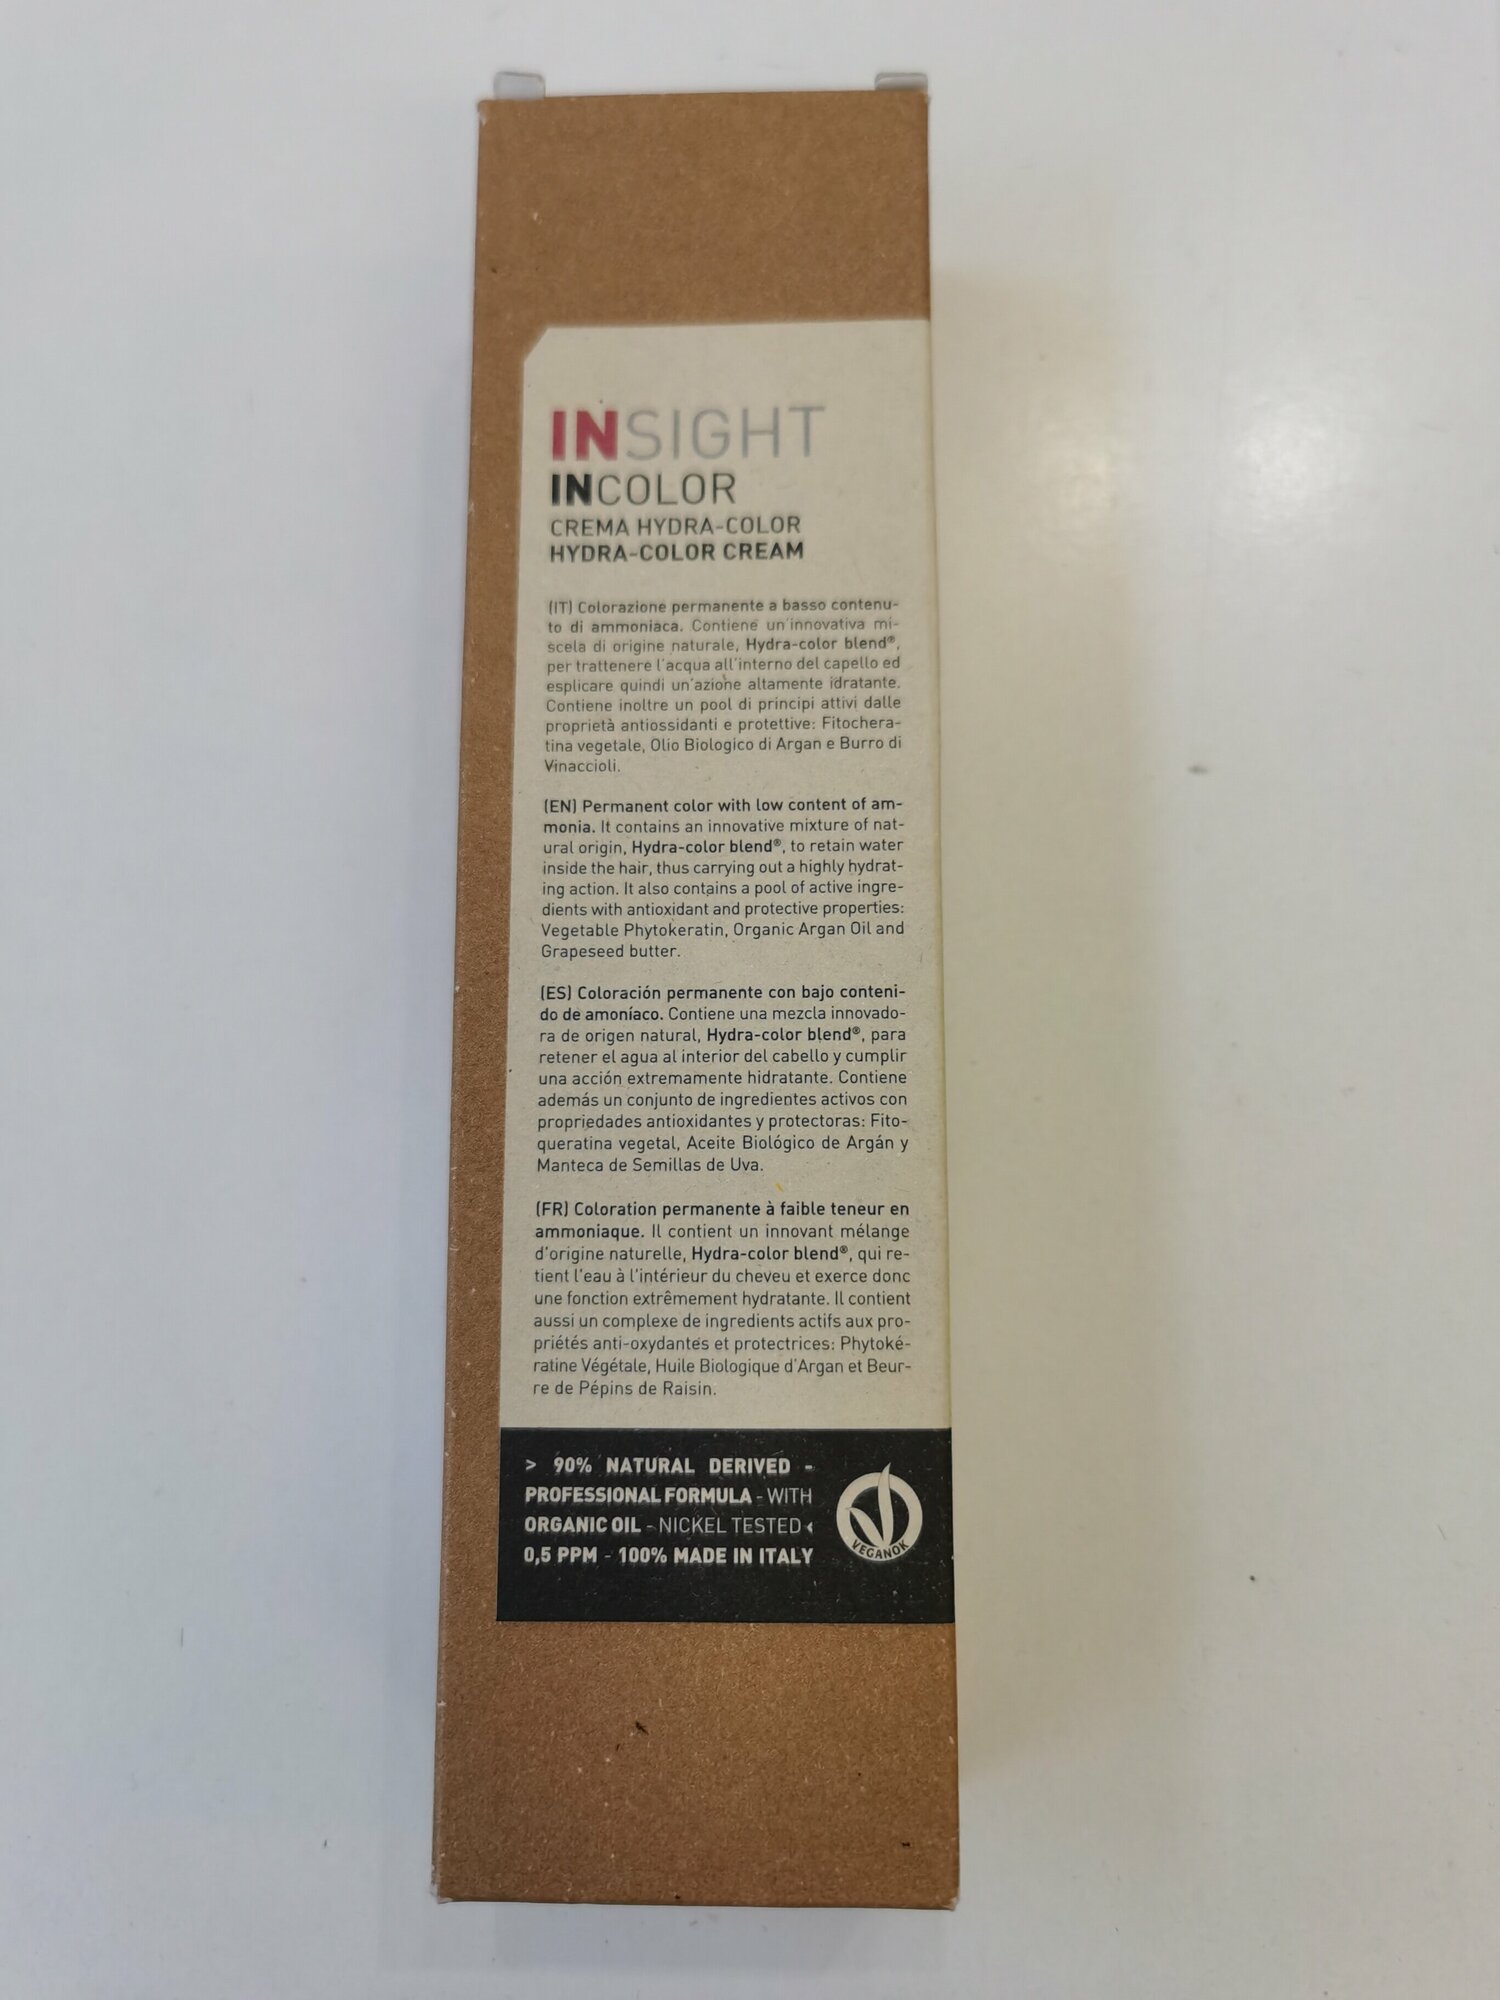 INSIGHT
INCOLOR
CREMA HYDRA-COLOR
HYDRA-COLOR CREAM
(IT) Colorazione permanente a basso contenu-
to di ammoniaca. Contiene un'innovativa mi-
scela di origine naturale, Hydra-color blend®,
per trattenere l'acqua all'interno del capello ed
esplicare quindi un'azione altamente idratante.
Contiene inoltre un pool di principi attivi dalle
proprietà antiossidanti e protettive: Fitochera-
tina vegetale, Olio Biologico di Argan e Burro di
Vinaccioli.
(EN) Permanent color with low content of am-
monia. It contains an innovative mixture of nat-
ural origin, Hydra-color blend®, to retain water
inside the hair, thus carrying out a highly hydrat-
ing action. It also contains a pool of active ingre-
dients with antioxidant and protective properties:
Vegetable Phytokeratin, Organic Argan Oil and
Grapeseed butter.
(ES) Coloración permanente con bajo conteni-
do de amoníaco. Contiene una mezcla innovado-
ra de origen natural, Hydra-color blend®, para
retener el agua al interior del cabello y cumplir
una acción extremamente hidratante. Contiene
además un conjunto de ingredientes activos con
propriedades antioxidantes y protectoras: Fito-
queratina vegetal, Aceite Biológico de Argán y
Manteca de Semillas de Uva.
(FR) Coloration permanente à faible teneur en
ammoniaque. Il contient un innovant mélange
d'origine naturelle, Hydra-color blend®, qui re-
tient l'eau à l'intérieur du cheveu et exerce donc
une fonction extrêmement hydratante. Il contient
aussi un complexe de ingredients actifs aux pro-
priétés anti-oxydantes et protectrices: Phytoké-
ratine Végétale, Huile Biologique d'Argan et Beur-
re de Pépins de Raisin.
> 90% NATURAL DERIVED -
PROFESSIONAL FORMULA - WITH
ORGANIC OIL - NICKEL TESTED <
0,5 PPM - 100% MADE IN ITALY
VEGANOK